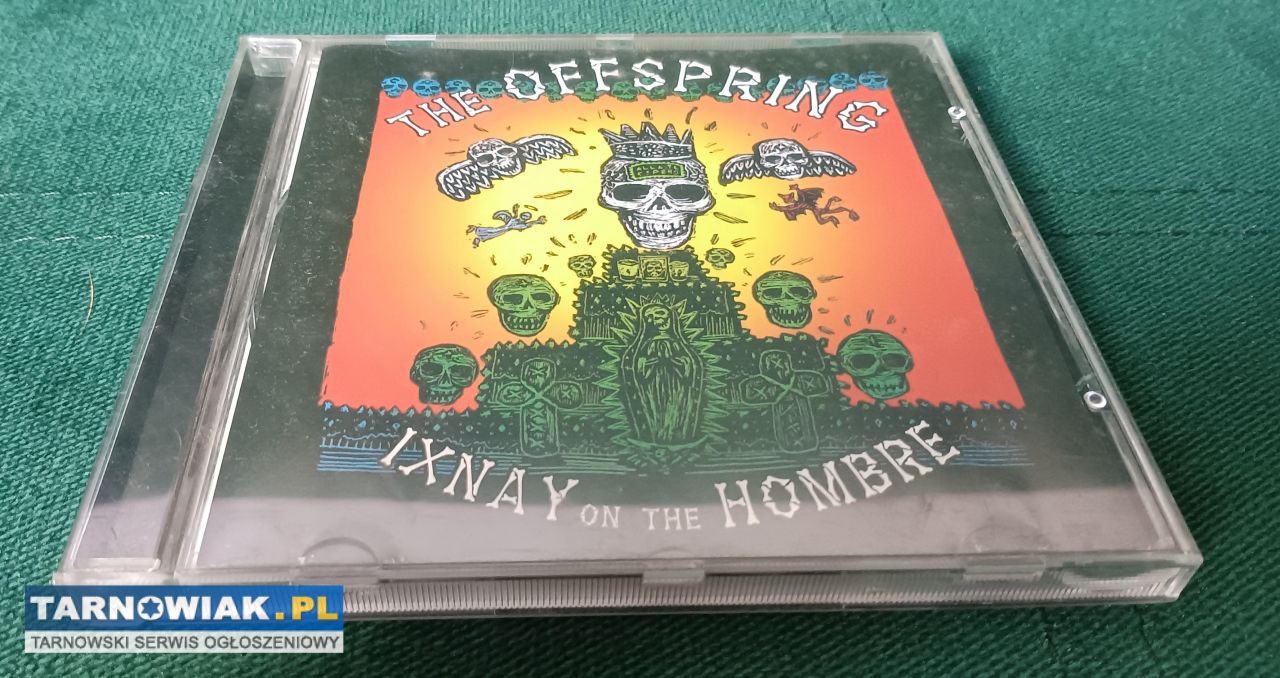 THE OFFSPRING
IXNAY ON THE HOMBRE
TARNOWIAK.PL
TARNOWSKI SERWIS OGŁOSZENIOWY